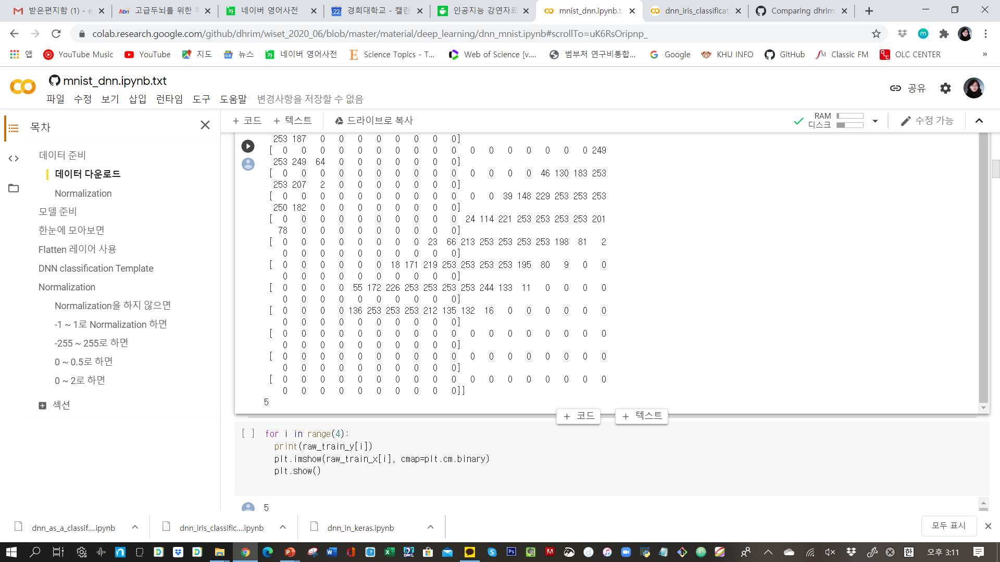 받은편지함 (1) - e
hbn 고급두뇌를 위한
네이버 영어사전
22 경희대학교 - 캘린
인공지능 강연자료
mnist_dnn.ipynb.t
dnn_iris_classificat
Comparing dhrim
colab.research.google.com/github/dhrim/wiset_2020_06/blob/master/material/deep_learning/dnn_mnist.ipynb#scrollTo=uK6RsOripnp_
앱 YouTube Music YouTube 지도 뉴스 네이버 영어사전 Science Topics - T... Web of Science [v.... 범부처 연구비통합... Google KHU INFO GitHub Classic FM OLC CENTER »
mnist_dnn.ipynb.txt
파일 수정 보기 삽입 런타임 도구 도움말 변경사항을 저장할 수 없음
공유
목차
+ 코드 + 텍스트 드라이브로 복사
RAM
디스크
수정 가능
데이터 준비
데이터 다운로드
Normalization
모델 준비
한눈에 모아보면
Flatten 레이어 사용
DNN classification Template
Normalization
Normalization을 하지 않으면
-1 ~ 1로 Normalization 하면
-255 ~ 255로 하면
0 ~ 0.5로 하면
0 ~ 2로 하면
섹션
253 187 0 0 0 0 0 0 0 0]
[ 0 0 0 0 0 0 0 0 0 0 0 0 0 0 0 0 0 249
253 249 64 0 0 0 0 0 0 0]
[ 0 0 0 0 0 0 0 0 0 0 0 0 0 0 46 130 183 253
253 207 2 0 0 0 0 0 0 0]
[ 0 0 0 0 0 0 0 0 0 0 0 0 39 148 229 253 253 253
250 182 0 0 0 0 0 0 0 0]
[ 0 0 0 0 0 0 0 0 0 0 24 114 221 253 253 253 253 201
78 0 0 0 0 0 0 0 0 0]
[ 0 0 0 0 0 0 0 0 23 66 213 253 253 253 253 198 81 2
0 0 0 0 0 0 0 0 0 0]
[ 0 0 0 0 0 0 18 171 219 253 253 253 253 195 80 9 0 0
0 0 0 0 0 0 0 0 0 0]
[ 0 0 0 0 55 172 226 253 253 253 253 244 133 11 0 0 0 0
0 0 0 0 0 0 0 0 0 0]
[ 0 0 0 0 136 253 253 253 212 135 132 16 0 0 0 0 0 0
0 0 0 0 0 0 0 0 0 0]
[ 0 0 0 0 0 0 0 0 0 0 0 0 0 0 0 0 0 0
0 0 0 0 0 0 0 0 0 0]
[ 0 0 0 0 0 0 0 0 0 0 0 0 0 0 0 0 0 0
0 0 0 0 0 0 0 0 0 0]
[ 0 0 0 0 0 0 0 0 0 0 0 0 0 0 0 0 0 0
0 0 0 0 0 0 0 0 0 0]]
5
+ 코드 + 텍스트
[ ] for i in range(4):
print(raw_train_y[i])
plt.imshow(raw_train_x[i], cmap=plt.cm.binary)
plt.show()
5
dnn_as_a_classif....ipynb
dnn_iris_classific....ipynb
dnn_in_keras.ipynb
모두 표시
한 오후 3:11